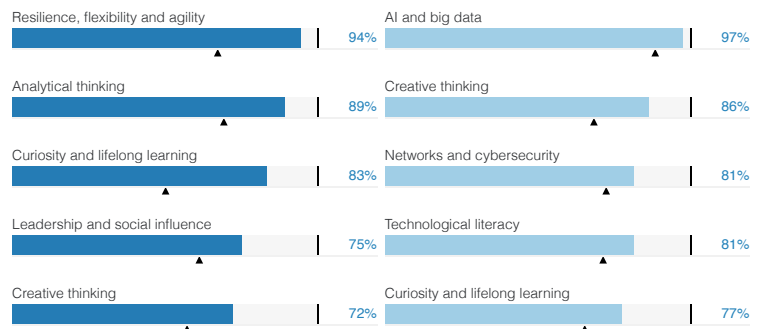 Resilience, flexibility and agility
94%
Analytical thinking
89%
Curiosity and lifelong learning
83%
Leadership and social influence
75%
Creative thinking
72%
AI and big data
97%
Creative thinking
86%
Networks and cybersecurity
81%
Technological literacy
81%
Curiosity and lifelong learning
77%